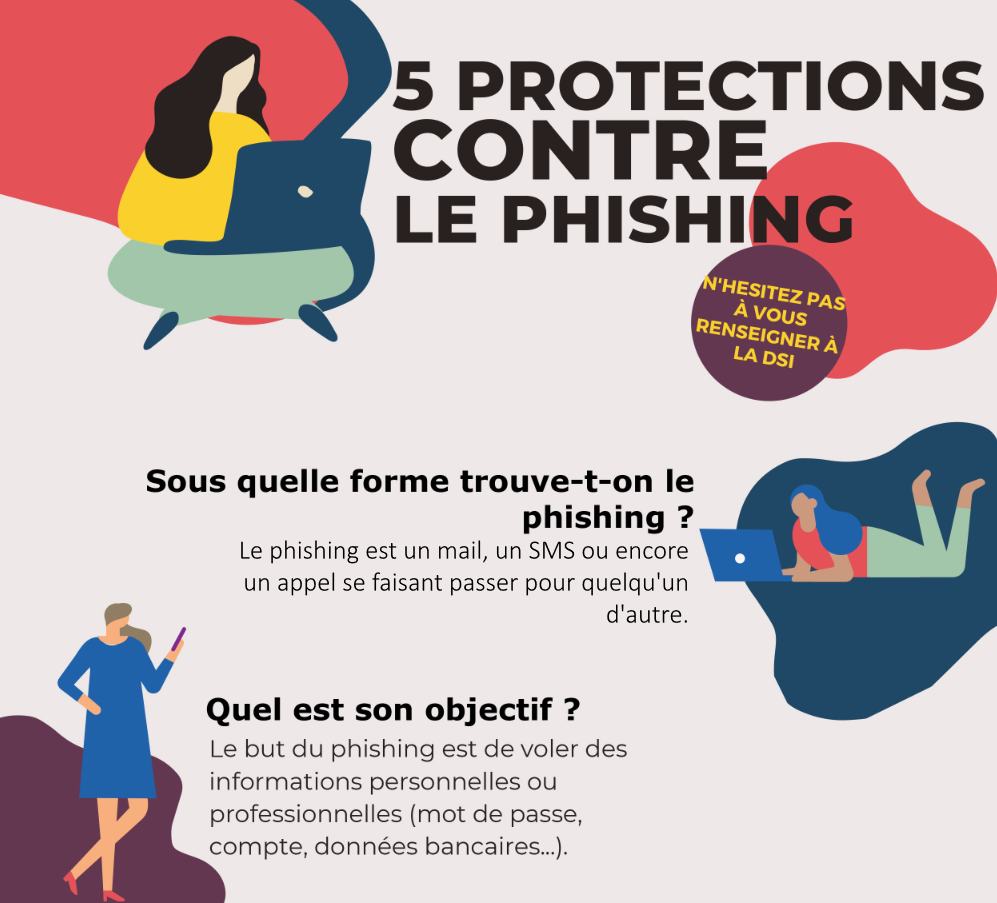 5 PROTECTIONS
CONTRE
LE PHISHING
N'HESITEZ PAS
À VOUS
RENSEIGNER À
LA DSI
Sous quelle forme trouve-t-on le
phishing ?
Le phishing est un mail, un SMS ou encore
un appel se faisant passer pour quelqu'un
d'autre.
Quel est son objectif ?
Le but du phishing est de voler des
informations personnelles ou
professionnelles (mot de passe,
compte, données bancaires...).